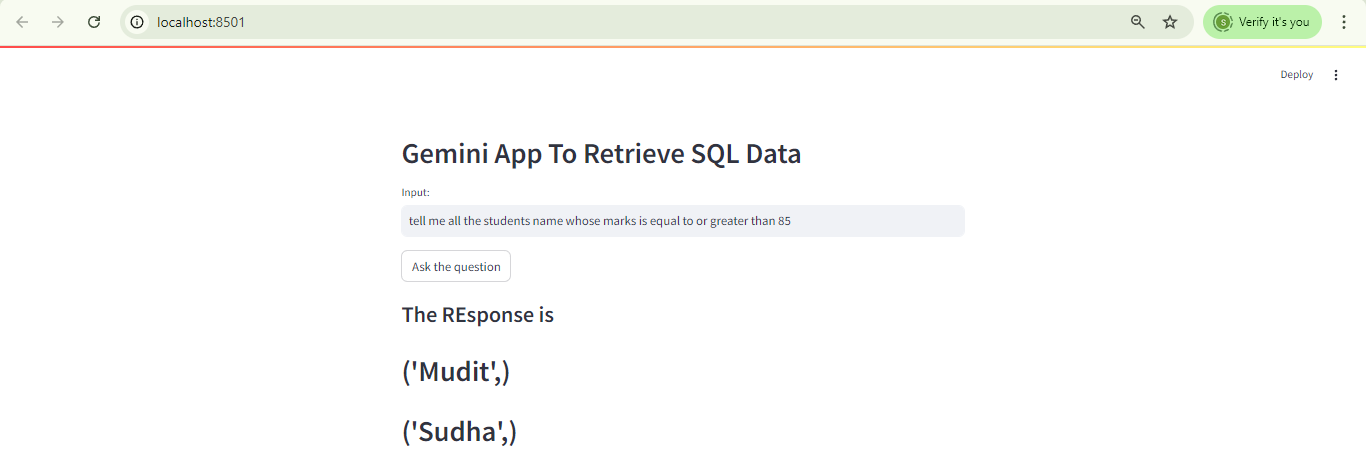 localhost:8501
S Verify it's you
Deploy
Gemini App To Retrieve SQL Data
Input:
tell me all the students name whose marks is equal to or greater than 85
Ask the question
The REsponse is
('Mudit',)
('Sudha',)